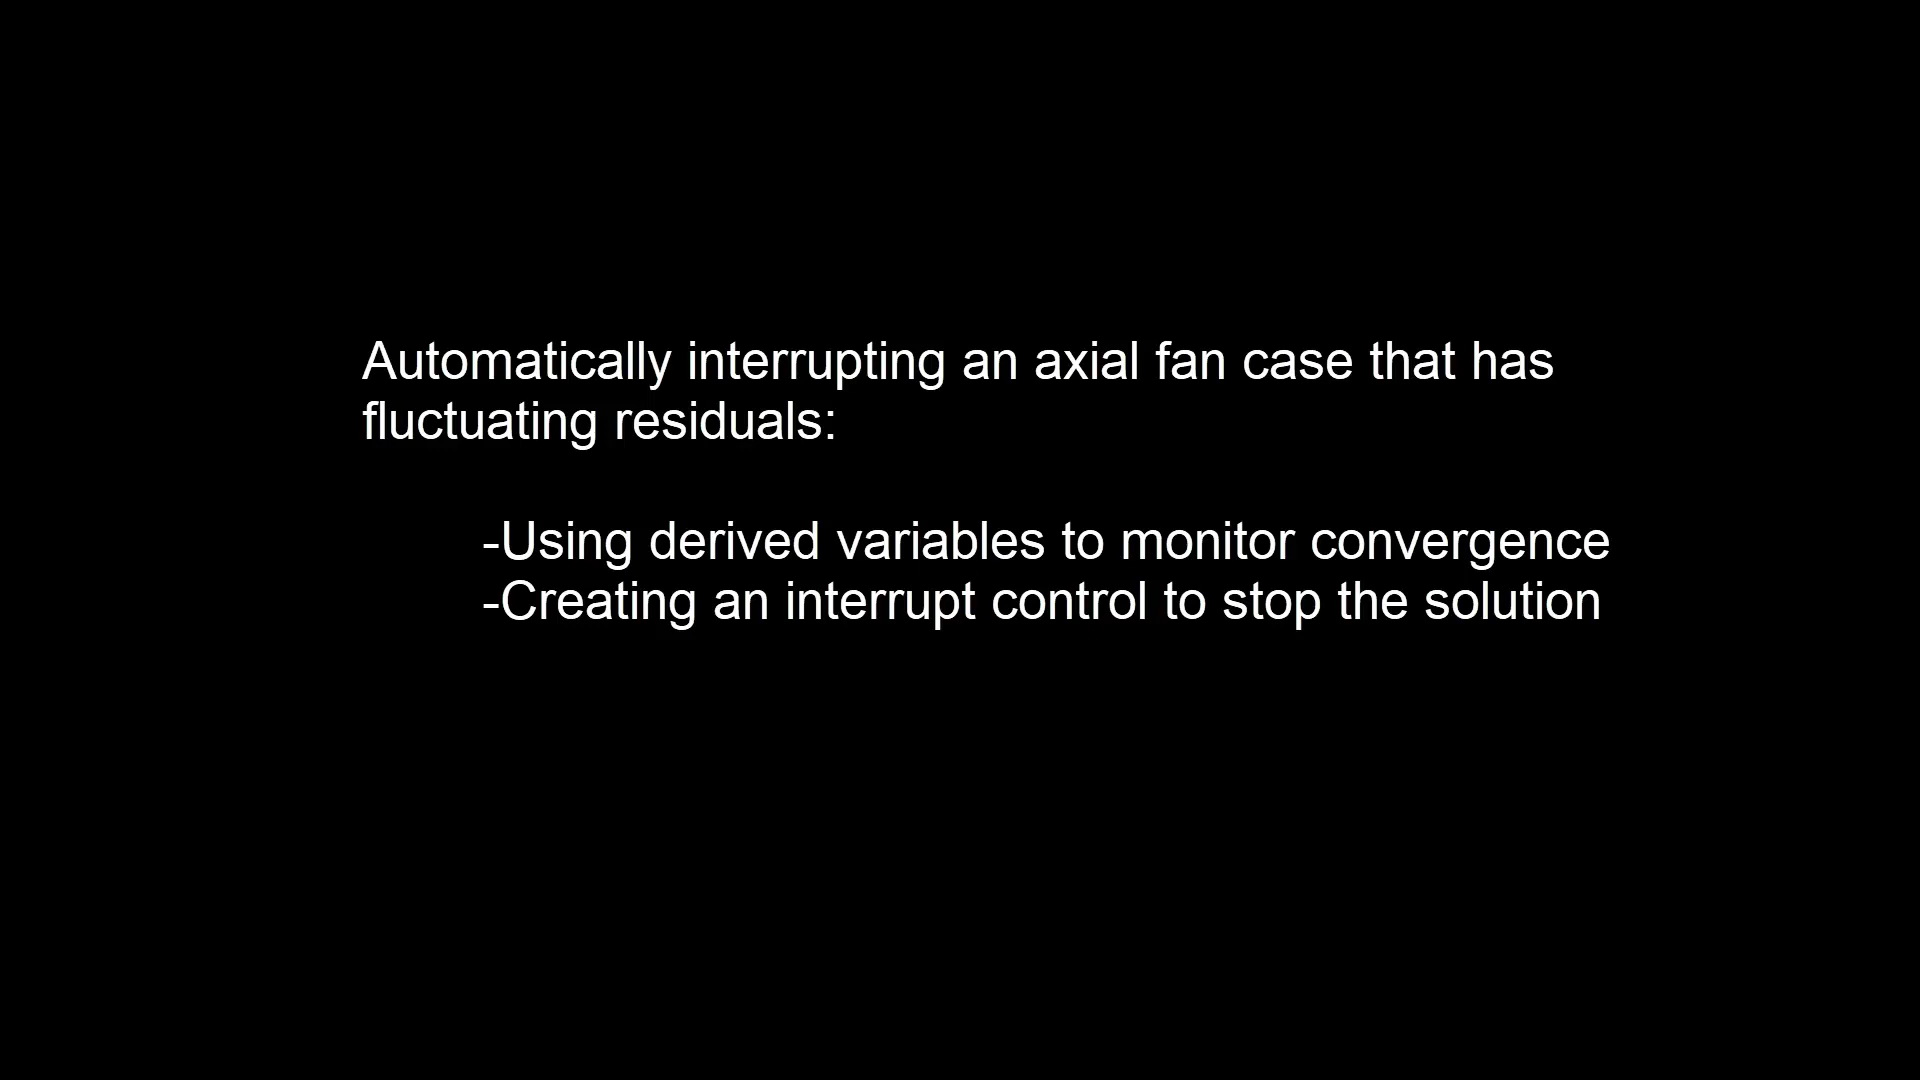 Automatically interrupting an axial fan case that has
fluctuating residuals:
-Using derived variables to monitor convergence
-Creating an interrupt control to stop the solution